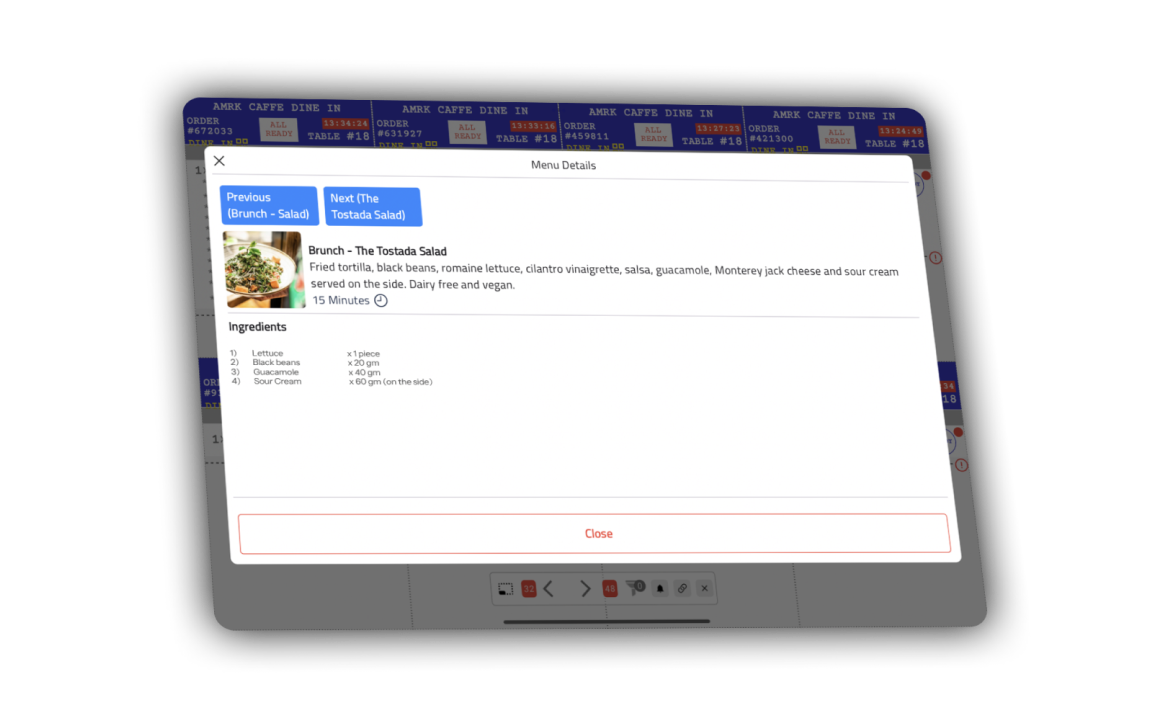 AMRK CAFFE DINE IN
ORDER
#672033
ALL
READY
13:34:24
TABLE #18
DINE IN
AMRK CAFFE DINE IN
ORDER
#631927
ALL
READY
13:33:16
TABLE #18
DINE IN
AMRK CAFFE DINE IN
ORDER
#459811
ALL
READY
13:27:23
TABLE #18
DINE IN
AMRK CAFFE DINE IN
ORDER
#421300
ALL
READY
13:24:49
TABLE #18
DINE IN
Menu Details
Previous
(Brunch - Salad)
Next (The
Tostada Salad)
Brunch - The Tostada Salad
Fried tortilla, black beans, romaine lettuce, cilantro vinaigrette, salsa, guacamole, Monterey jack cheese and sour cream
served on the side. Dairy free and vegan.
15 Minutes
Ingredients
1) Lettuce x 1 piece
2) Black beans x 20 gm
3) Guacamole x 40 gm
4) Sour Cream x 60 gm (on the side)
Close
32
48
0